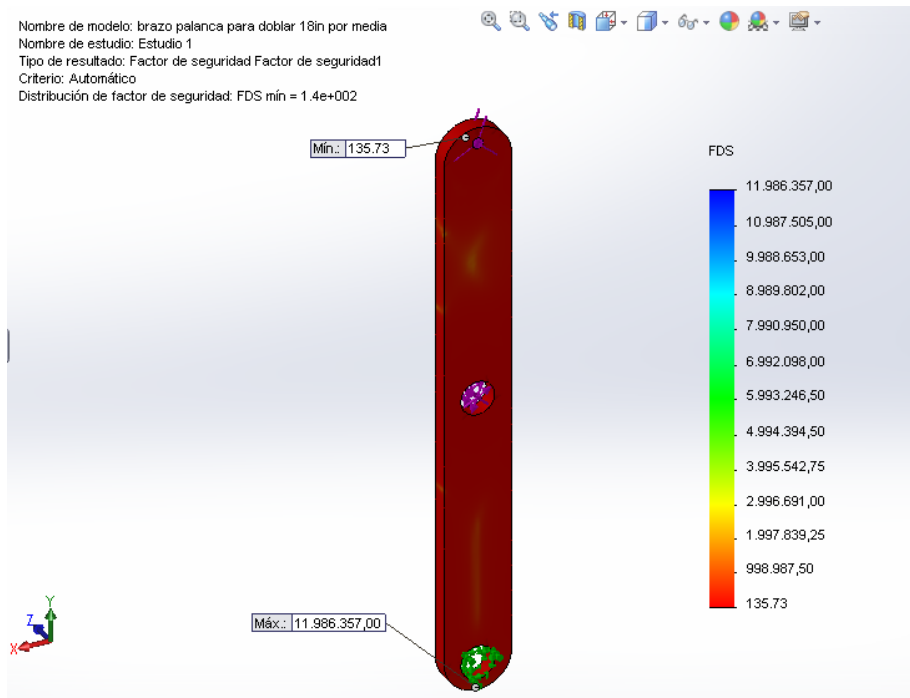 Nombre de modelo: brazo palanca para doblar 18in por media
Nombre de estudio: Estudio 1
Tipo de resultado: Factor de seguridad Factor de seguridad1
Criterio: Automático
Distribución de factor de seguridad: FDS mín = 1.4e+002
Mín.: 135.73
FDS
11.986.357,00
10.987.505,00
9.988.653,00
8.989.802,00
7.990.950,00
6.992.098,00
5.993.246,50
4.994.394,50
3.995.542,75
2.996.691,00
1.997.839,25
998.987,50
135.73
Máx.: 11.986.357,00
Y
Z
X